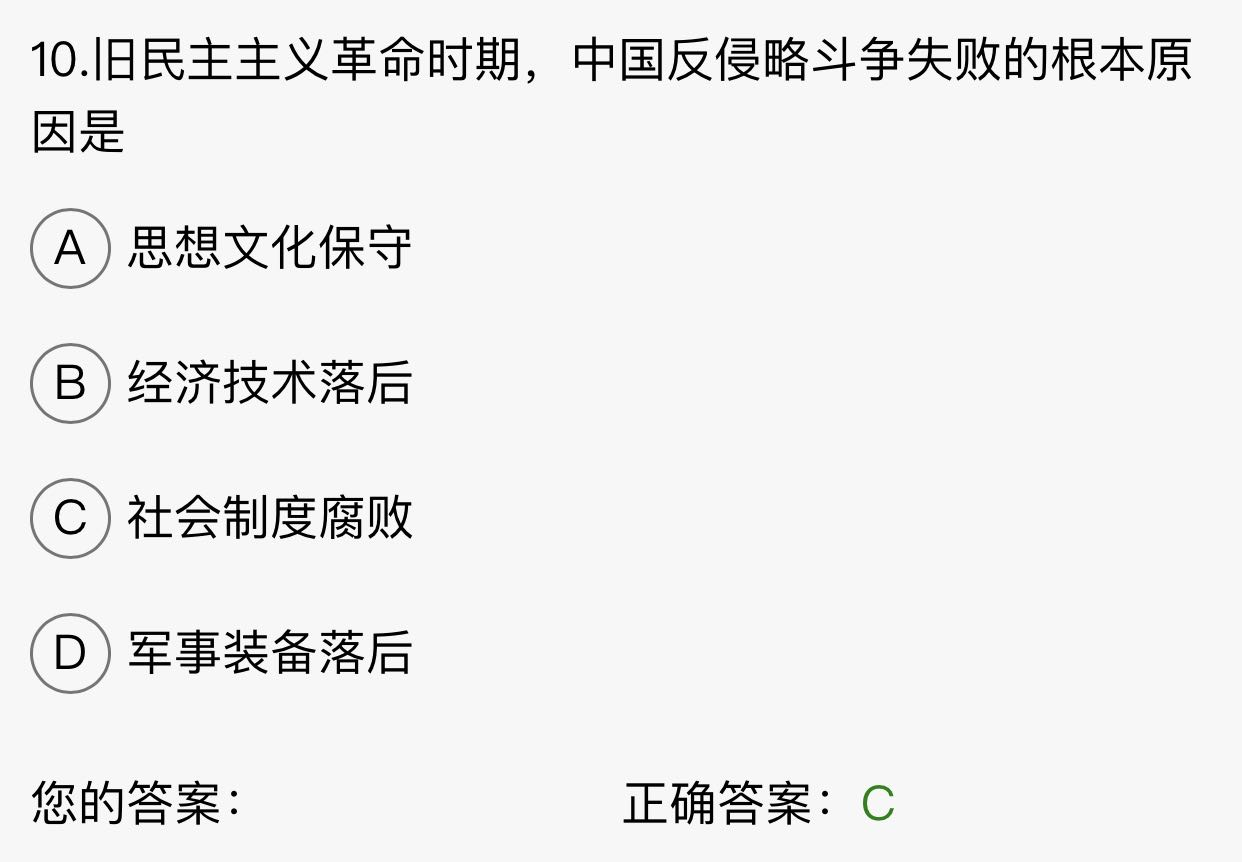 10.旧民主主义革命时期，中国反侵略斗争失败的根本原
因是
A 思想文化保守
B 经济技术落后
C 社会制度腐败
D 军事装备落后
您的答案： 正确答案：C